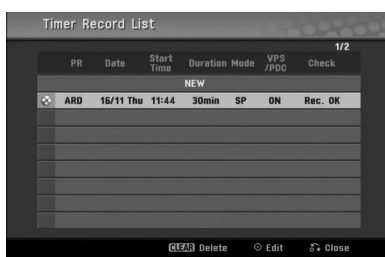 Timer Record List
1/2
PR Date Start Time Duration Mode VPS /PDC Check
NEW
ARD 16/11 Thu 11:44 30min SP ON Rec. OK
CLEAR Delete Edit Close